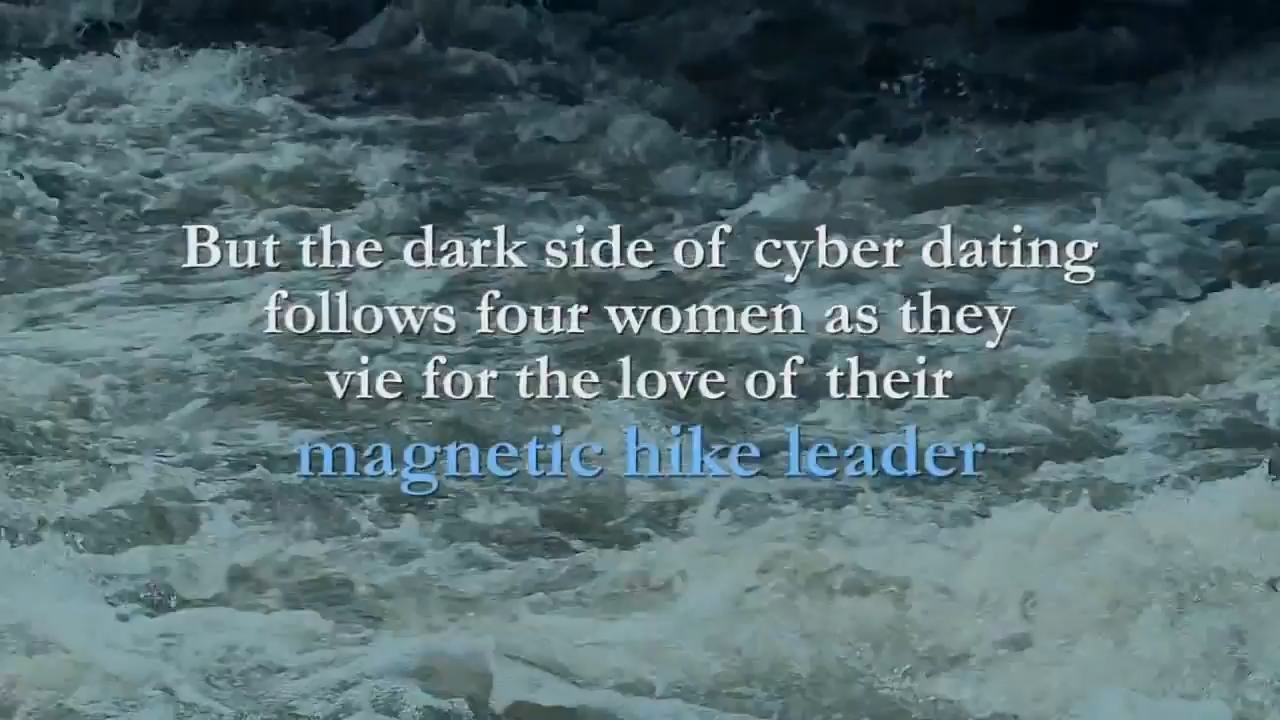 But the dark side of cyber dating
follows four women as they
vie for the love of their
magnetic hike leader